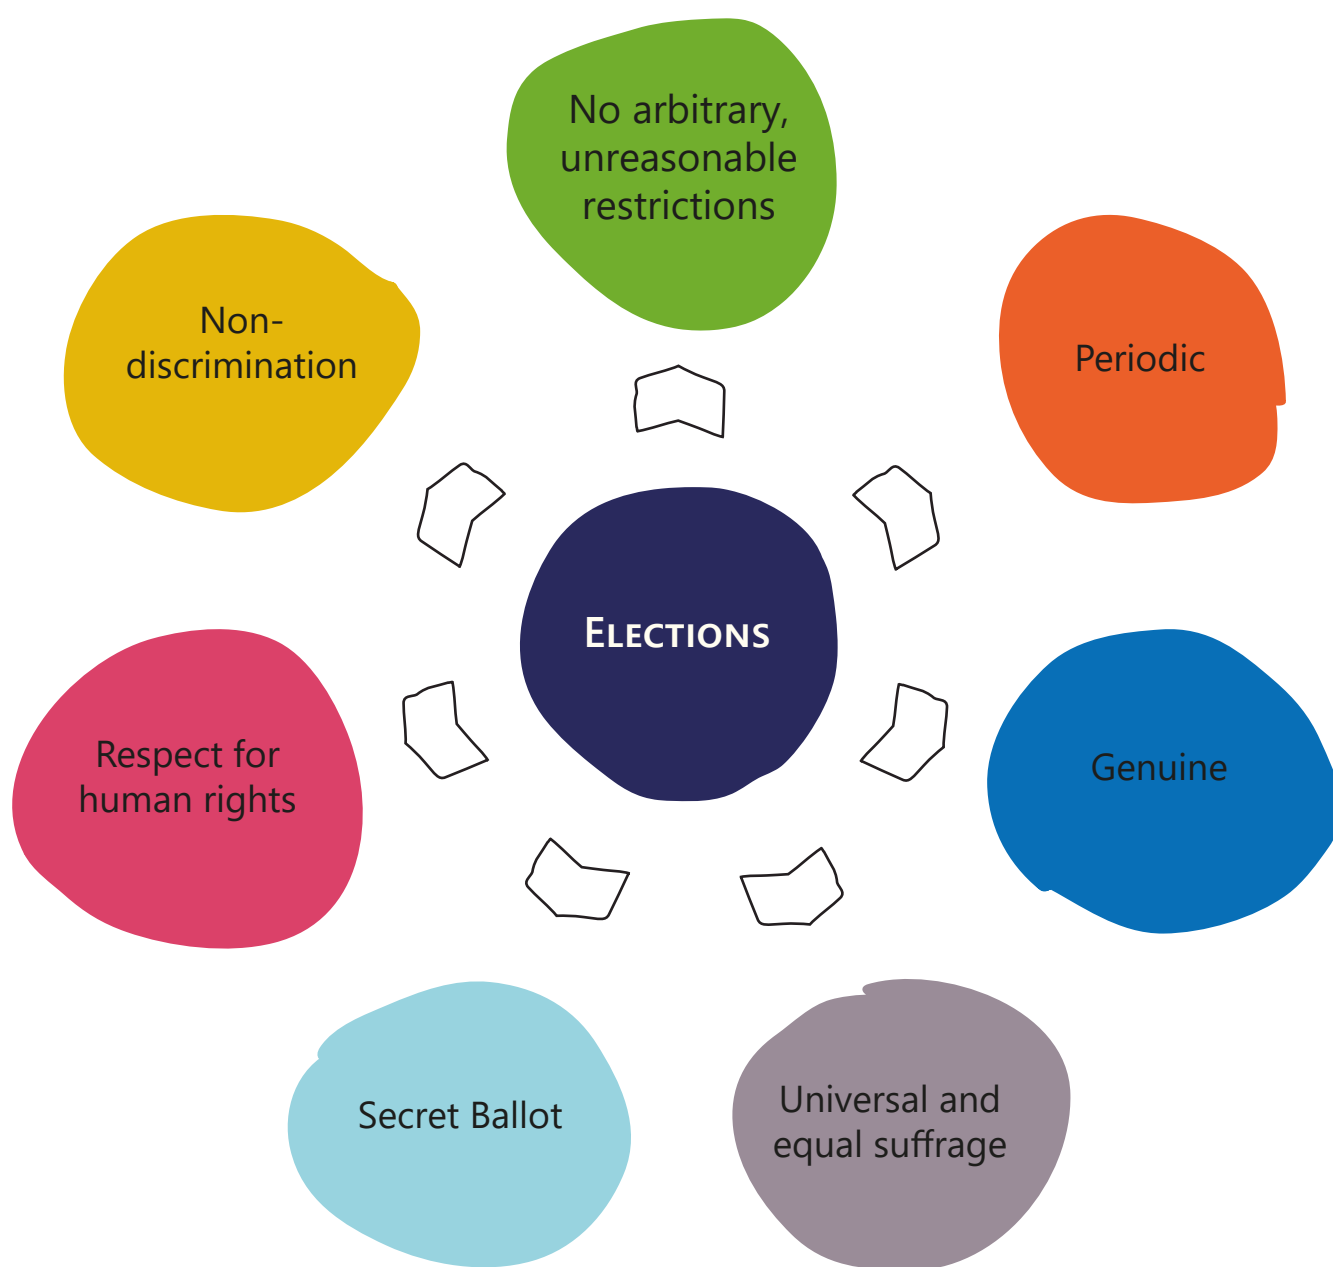 No arbitrary,
unreasonable
restrictions
Non-
discrimination
Periodic
ELECTIONS
Respect for
human rights
Genuine
Secret Ballot
Universal and
equal suffrage